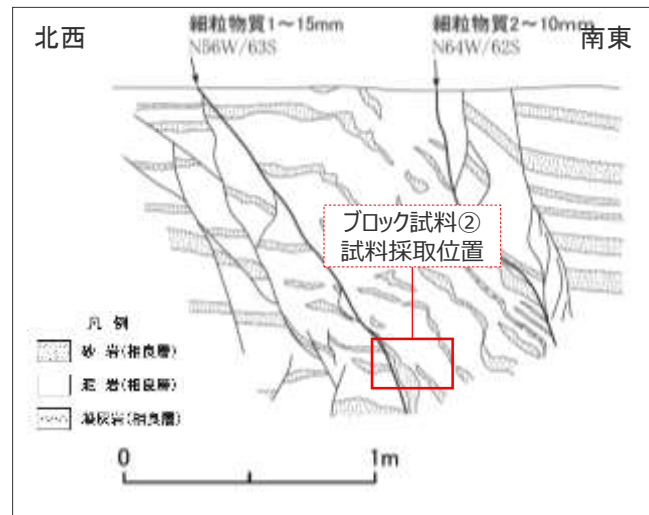 北西
細粒物質1～15mm
N56W/63S
細粒物質2～10mm
N64W/62S
南東
ブロック試料②
試料採取位置
凡 例
砂 岩(相良層)
泥 岩(相良層)
凝灰岩(相良層)
0
1m